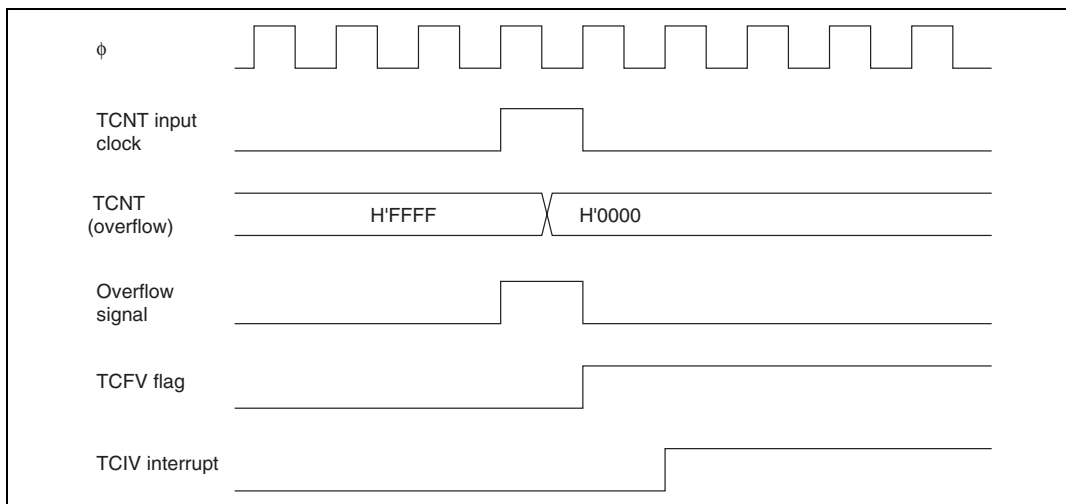 ϕ
TCNT input
clock
TCNT
(overflow)
H'FFFF
H'0000
Overflow
signal
TCFV flag
TCIV interrupt